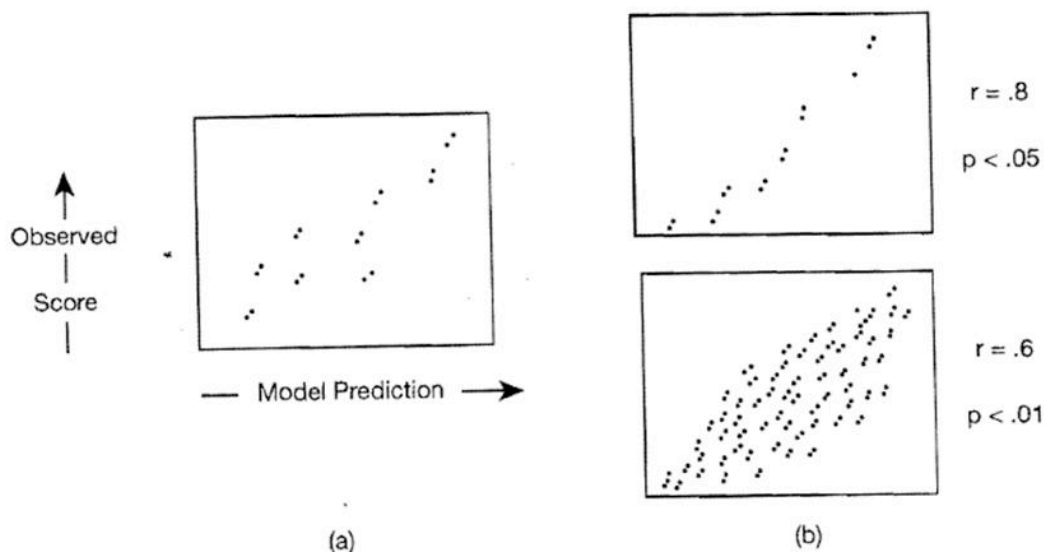 Observed
Score
Model Prediction
(a)
r = .8
p < .05
r = .6
p < .01
(b)